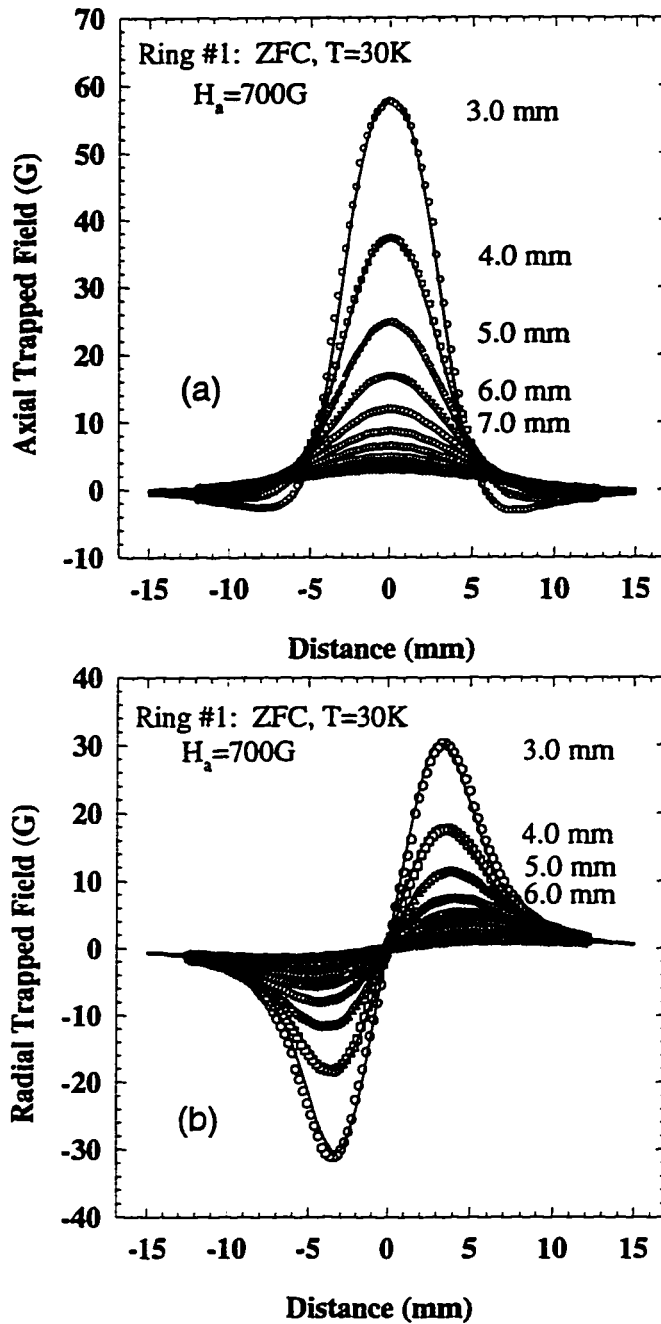 70
60
50
40
30
20
10
0
-10
Axial Trapped Field (G)
Ring #1: ZFC, T=30K
Hₐ=700G
3.0 mm
4.0 mm
5.0 mm
6.0 mm
7.0 mm
(a)
-15 -10 -5 0 5 10 15
Distance (mm)
40
30
20
10
0
-10
-20
-30
-40
Radial Trapped Field (G)
Ring #1: ZFC, T=30K
Hₐ=700G
3.0 mm
4.0 mm
5.0 mm
6.0 mm
(b)
-15 -10 -5 0 5 10 15
Distance (mm)